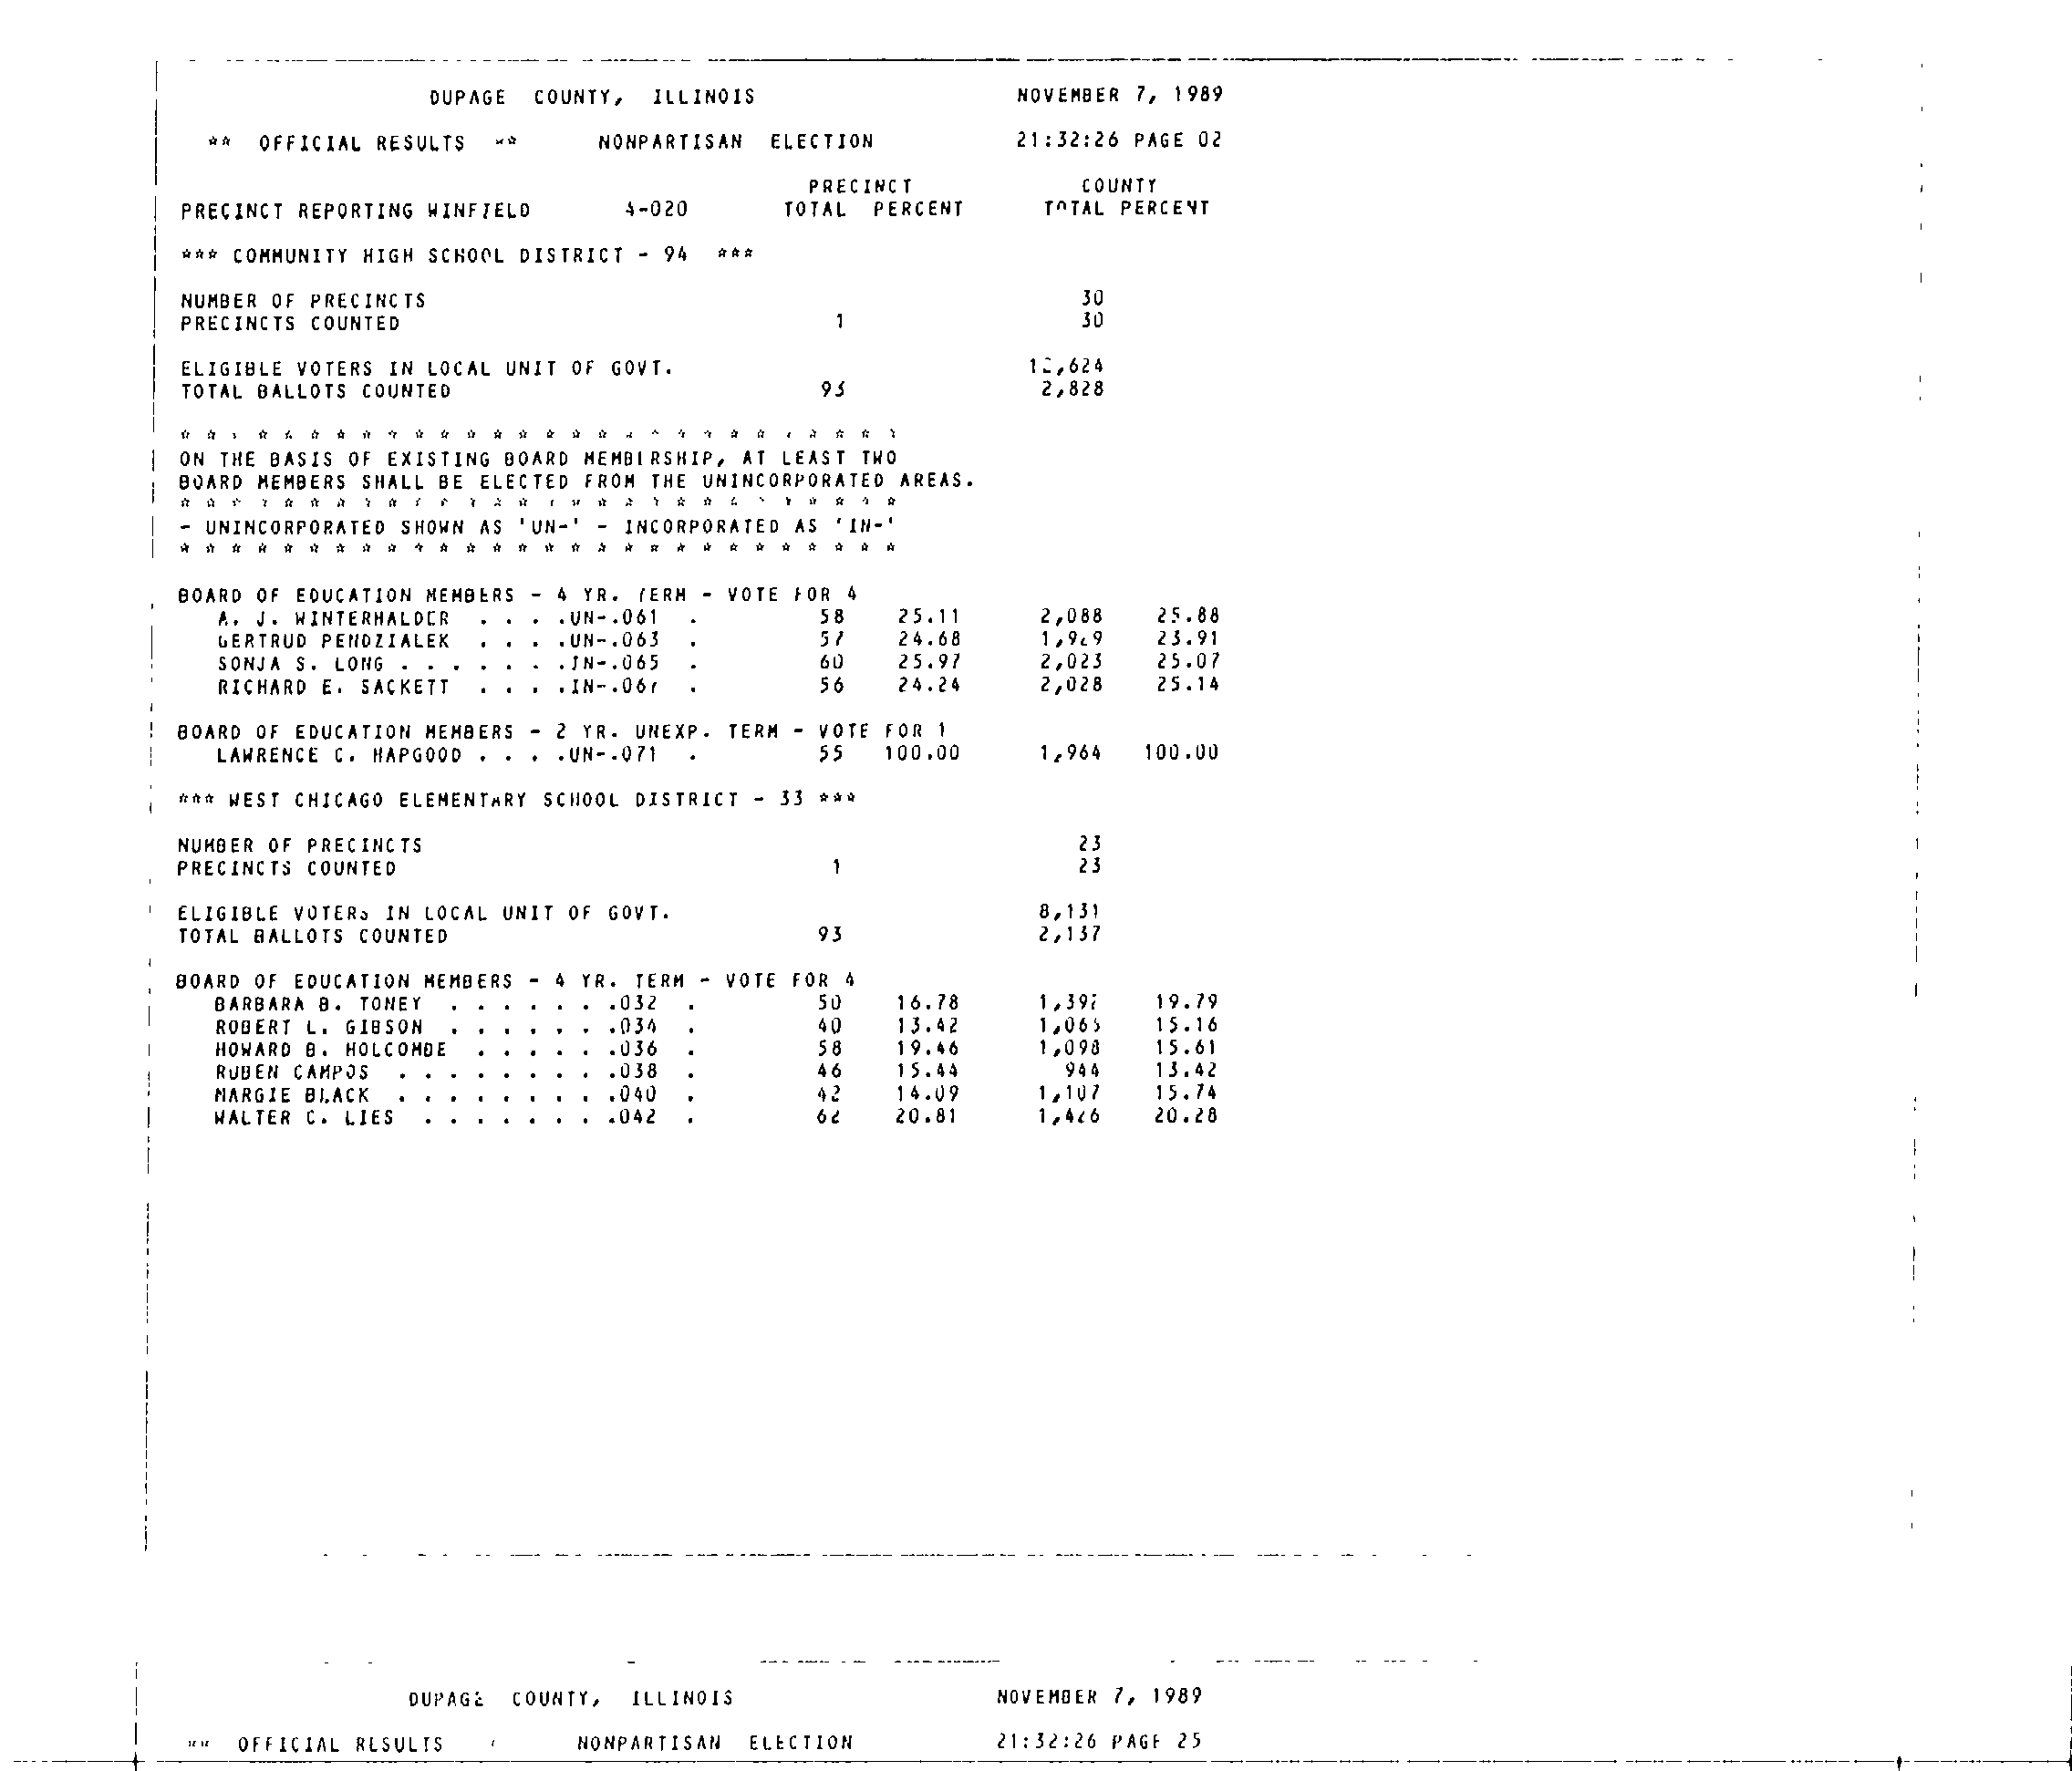 DUPAGE COUNTY, ILLINOIS NOVEMBER 7, 1989
** OFFICIAL RESULTS ** NONPARTISAN ELECTION 21:32:26 PAGE 02
PRECINCT COUNTY
PRECINCT REPORTING WINFIELD 4-020 TOTAL PERCENT TOTAL PERCENT
*** COMMUNITY HIGH SCHOOL DISTRICT - 94 ***
NUMBER OF PRECINCTS 30
PRECINCTS COUNTED 1 30
ELIGIBLE VOTERS IN LOCAL UNIT OF GOVT.
TOTAL BALLOTS COUNTED 93 2,828
* * * * * * * * * * * * * * * * * * * * * * * * * * * *
ON THE BASIS OF EXISTING BOARD MEMBERSHIP, AT LEAST TWO
BOARD MEMBERS SHALL BE ELECTED FROM THE UNINCORPORATED AREAS.
* * * * * * * * * * * * * * * * * * * * * * * * * * * *
- UNINCORPORATED SHOWN AS 'UN-' - INCORPORATED AS 'IN-'
* * * * * * * * * * * * * * * * * * * * * * * * * * * *
BOARD OF EDUCATION MEMBERS - 4 YR. TERM - VOTE FOR 4
A. J. WINTERHALDER . . . .UN-.061 . 58 25.11 2,088 25.88
GERTRUD PENDZIALEK . . . .UN-.063 . 57 24.68 1,929 23.91
SONJA S. LONG . . . . . . .IN-.065 . 60 25.97 2,023 25.07
RICHARD E. SACKETT . . . .IN-.067 . 56 24.24 2,028 25.14
BOARD OF EDUCATION MEMBERS - 2 YR. UNEXP. TERM - VOTE FOR 1
LAWRENCE C. HAPGOOD . . . .UN-.071 . 55 100.00 1,964 100.00
*** WEST CHICAGO ELEMENTARY SCHOOL DISTRICT - 33 ***
NUMBER OF PRECINCTS 23
PRECINCTS COUNTED 1 23
ELIGIBLE VOTERS IN LOCAL UNIT OF GOVT. 8,131
TOTAL BALLOTS COUNTED 93 2,137
BOARD OF EDUCATION MEMBERS - 4 YR. TERM - VOTE FOR 4
BARBARA B. TONEY . . . . . . .032 . 50 16.78 1,392 19.79
ROBERT L. GIBSON . . . . . . .034 . 40 13.42 1,066 15.16
HOWARD B. HOLCOMBE . . . . . .036 . 58 19.46 1,098 15.61
RUBEN CAMPOS . . . . . . . . .038 . 46 15.44 944 13.42
MARGIE BLACK . . . . . . . . .040 . 42 14.09 1,107 15.74
WALTER C. LIES . . . . . . . .042 . 62 20.81 1,426 20.28
DUPAGE COUNTY, ILLINOIS NOVEMBER 7, 1989
** OFFICIAL RESULTS NONPARTISAN ELECTION 21:32:26 PAGE 25